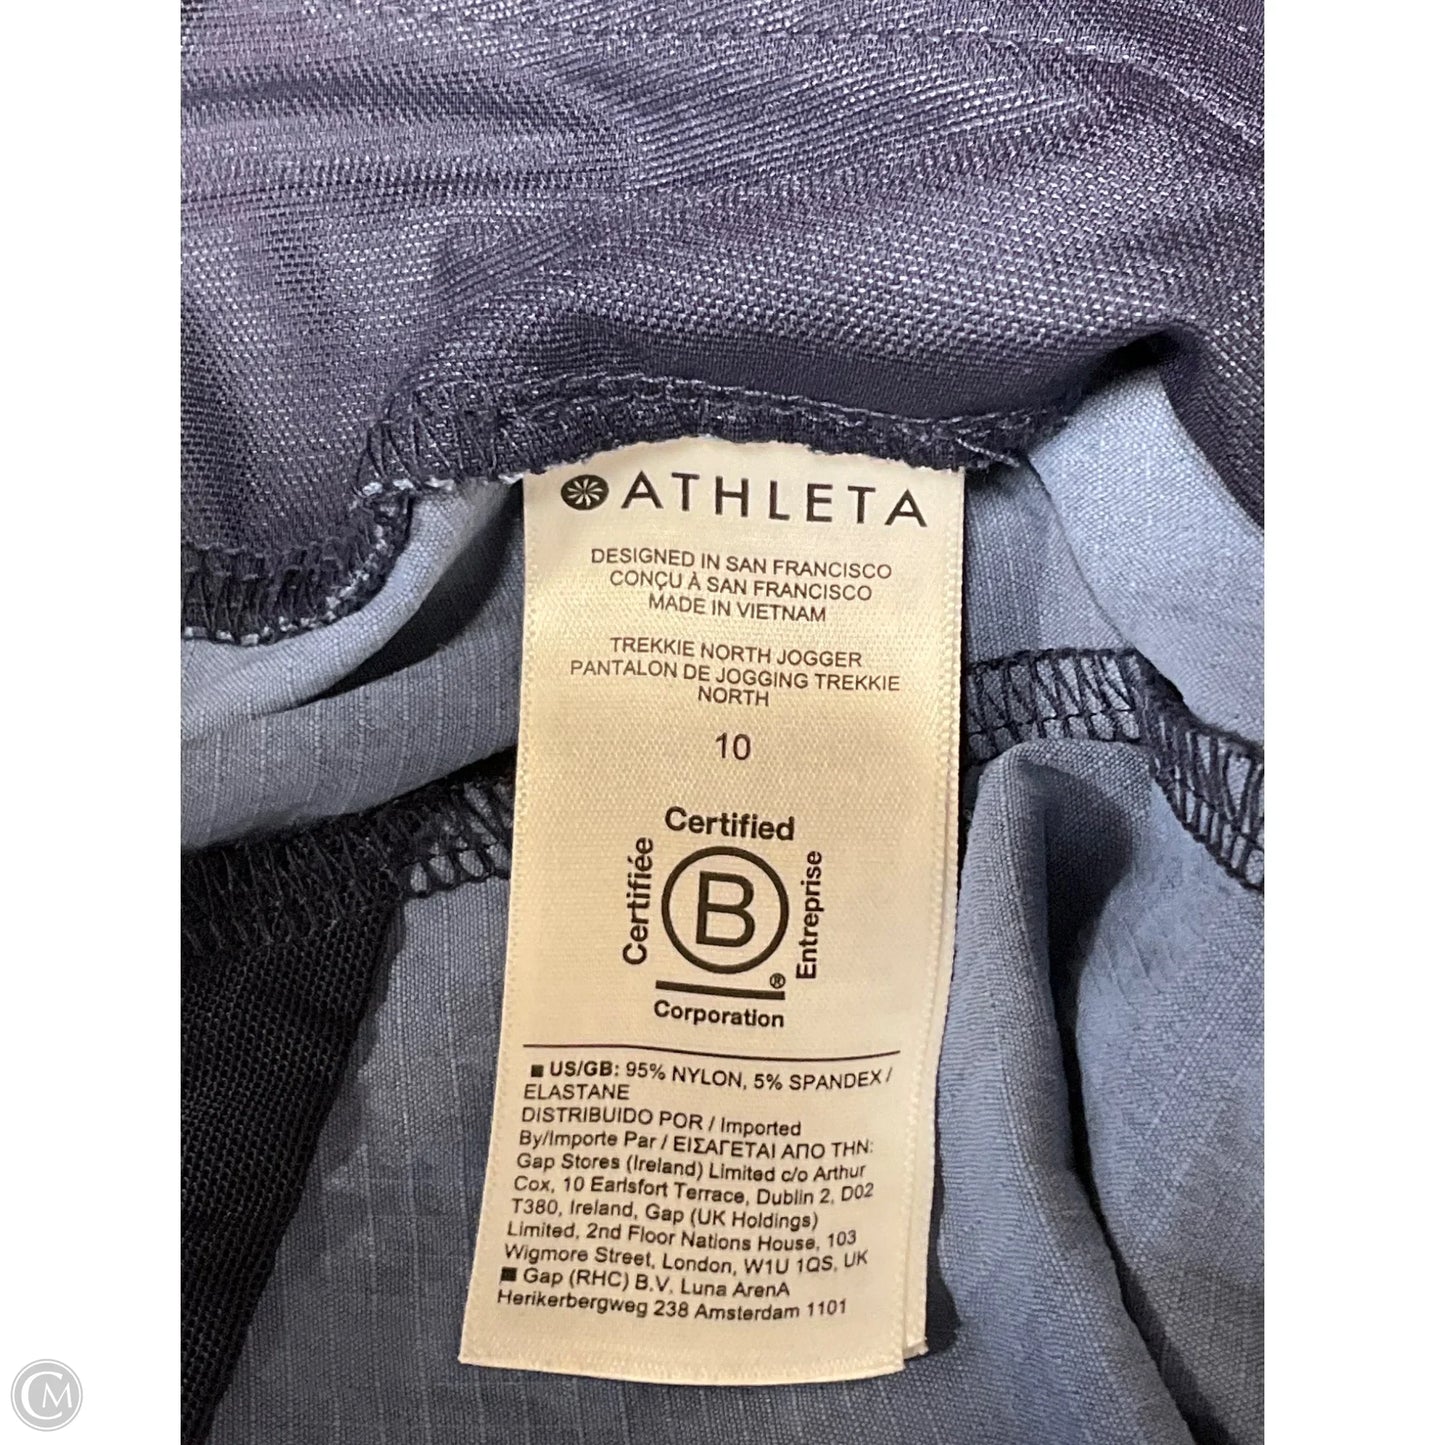 ATHLETA
DESIGNED IN SAN FRANCISCO
CONÇU À SAN FRANCISCO
MADE IN VIETNAM
TREKKIE NORTH JOGGER
PANTALON DE JOGGING TREKKIE
NORTH
10
Certified
Certifiée
B
®
Entreprise
Corporation
US/GB: 95% NYLON, 5% SPANDEX /
ELASTANE
DISTRIBUIDO POR / Imported
By/Importe Par / ΕΙΣΑΓΕΤΑΙ ΑΠΟ ΤΗΝ:
Gap Stores (Ireland) Limited c/o Arthur
Cox, 10 Earlsfort Terrace, Dublin 2, D02
T380, Ireland, Gap (UK Holdings)
Limited, 2nd Floor Nations House, 103
Wigmore Street, London, W1U 1QS, UK
Gap (RHC) B.V. Luna ArenA
Herikerbergweg 238 Amsterdam 1101
CM